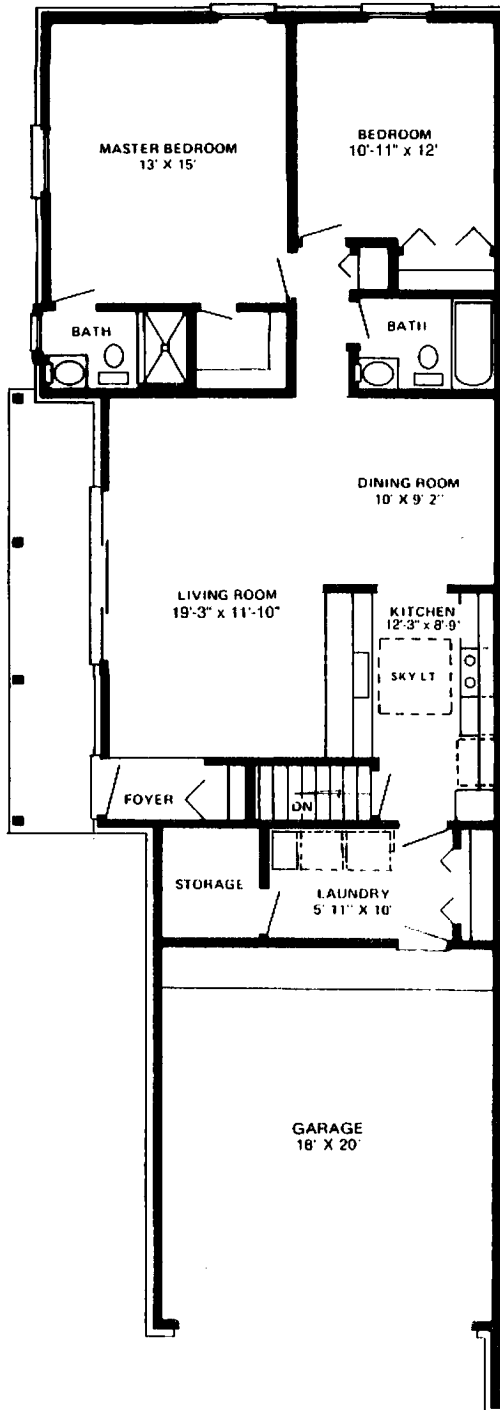 MASTER BEDROOM
13' X 15'
BEDROOM
10'-11" x 12'
BATH
BATH
DINING ROOM
10' X 9' 2"
LIVING ROOM
19'-3" x 11'-10"
KITCHEN
12'-3" x 8'-9"
SKY LT
FOYER
DN
STORAGE
LAUNDRY
5' 11" X 10'
GARAGE
18' X 20'